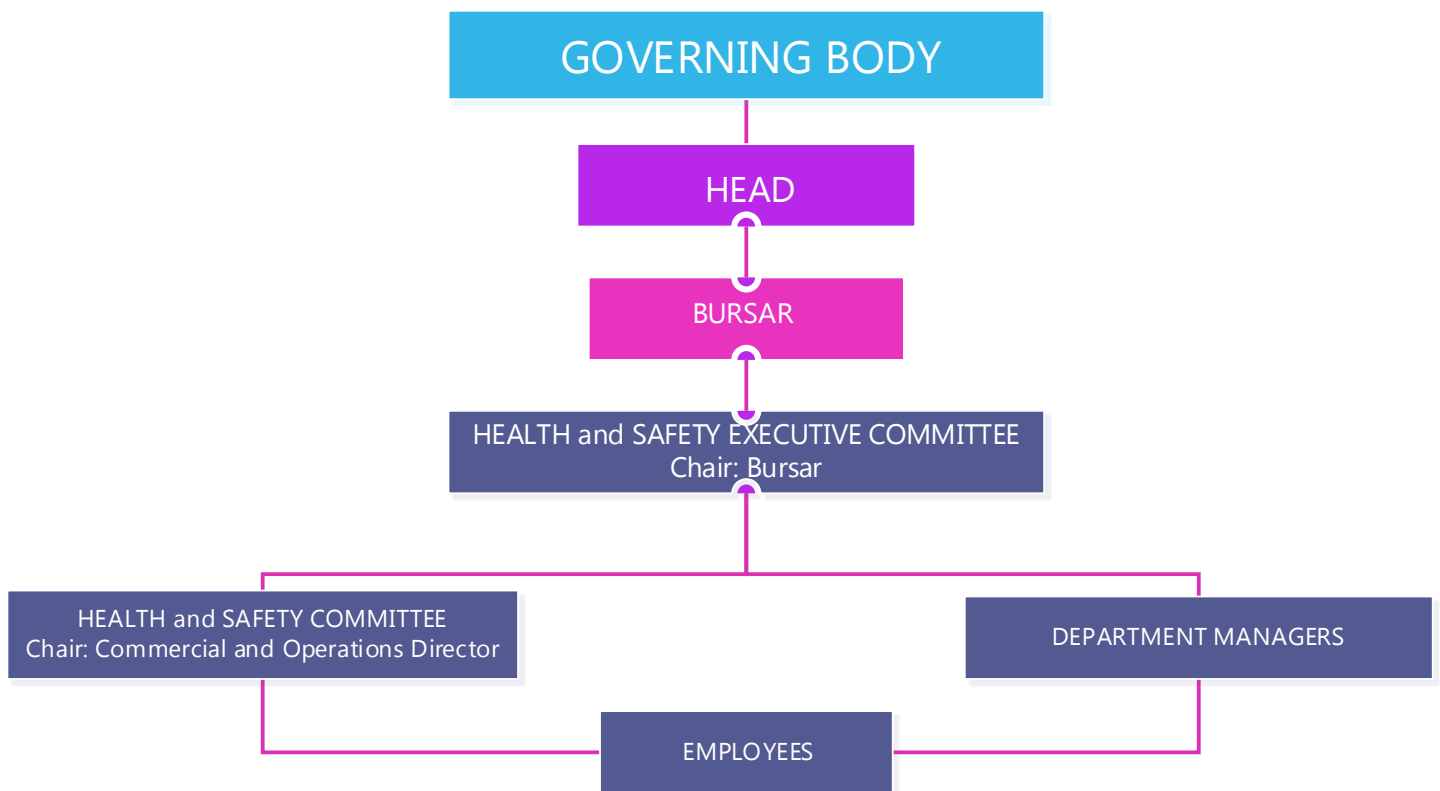 GOVERNING BODY
HEAD
BURSAR
HEALTH and SAFETY EXECUTIVE COMMITTEE
Chair: Bursar
HEALTH and SAFETY COMMITTEE
Chair: Commercial and Operations Director
DEPARTMENT MANAGERS
EMPLOYEES